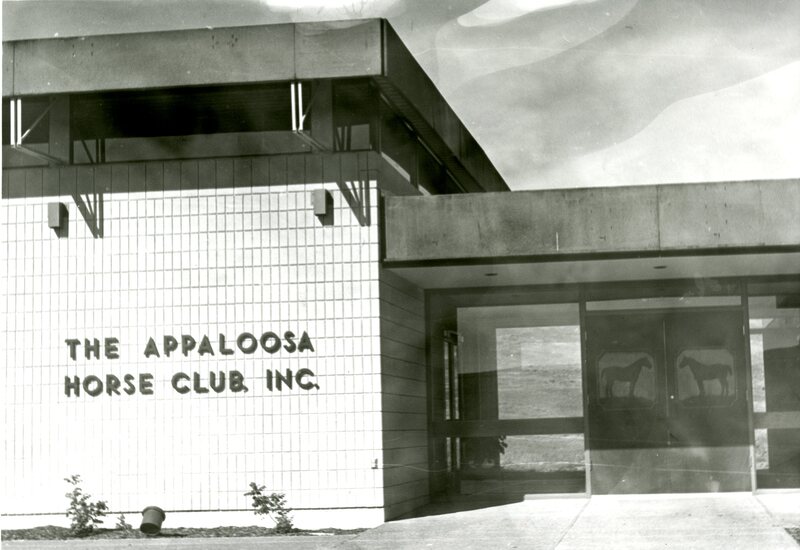 THE APPALOOSA
HORSE CLUB, INC.